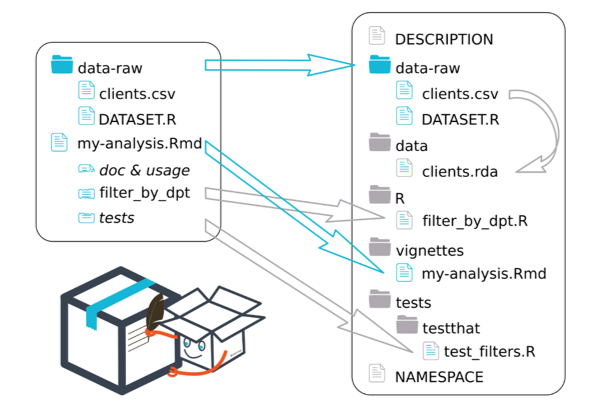 data-raw
clients.csv
DATASET.R
my-analysis.Rmd
doc & usage
filter_by_dpt
tests
DESCRIPTION
data-raw
clients.csv
DATASET.R
data
clients.rda
R
filter_by_dpt.R
vignettes
my-analysis.Rmd
tests
testthat
test_filters.R
NAMESPACE